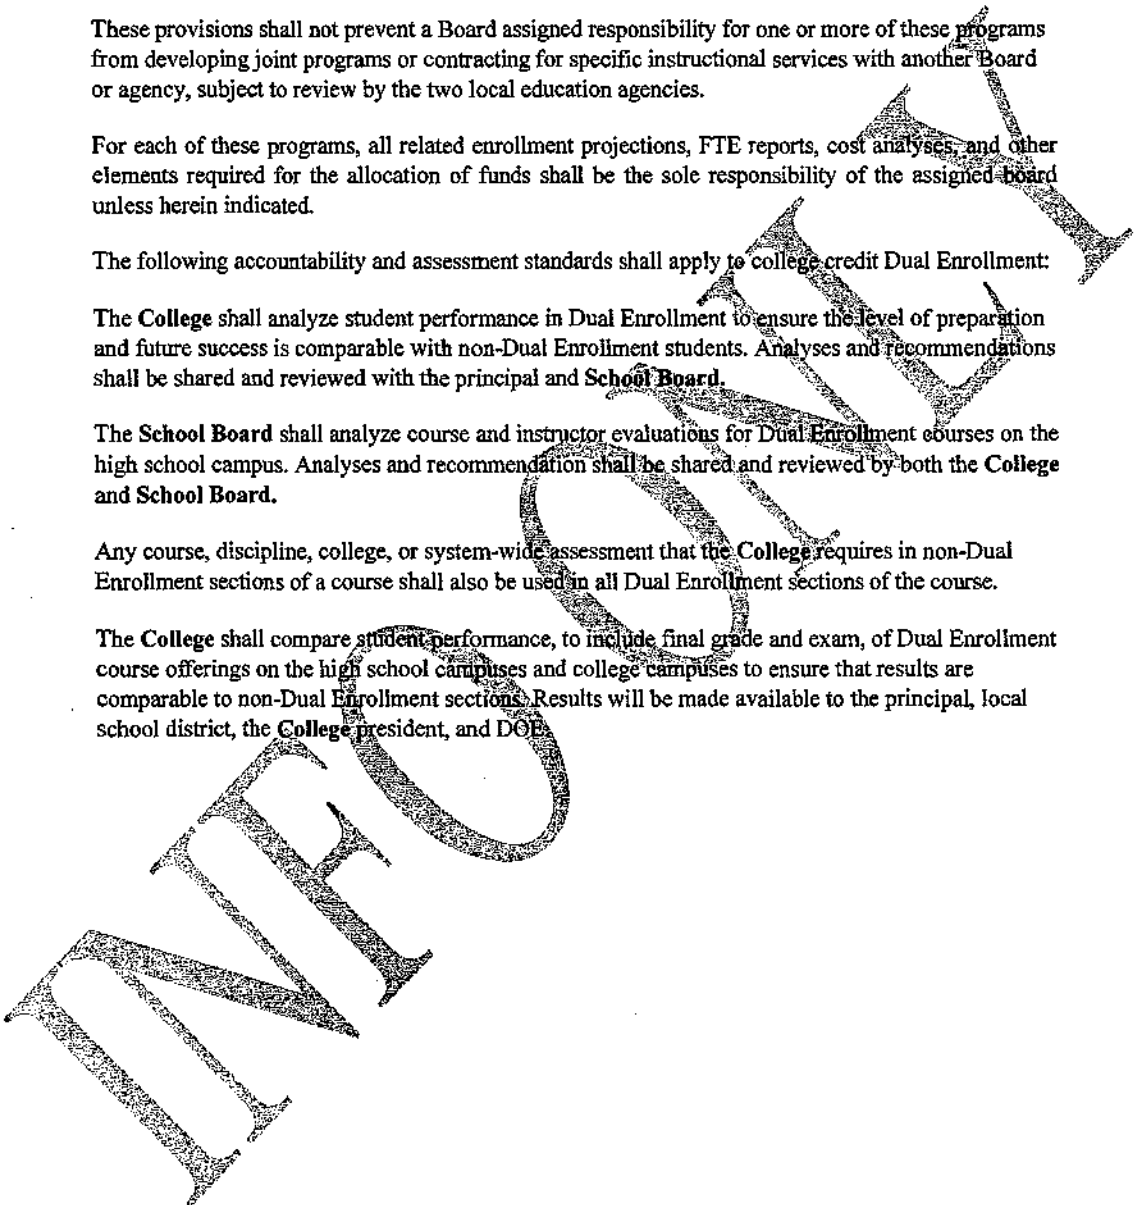 These provisions shall not prevent a Board assigned responsibility for one or more of these programs
from developing joint programs or contracting for specific instructional services with another Board
or agency, subject to review by the two local education agencies.
For each of these programs, all related enrollment projections, FTE reports, cost analyses, and other
elements required for the allocation of funds shall be the sole responsibility of the assigned board
unless herein indicated.
The following accountability and assessment standards shall apply to college credit Dual Enrollment:
The College shall analyze student performance in Dual Enrollment to ensure the level of preparation
and future success is comparable with non-Dual Enrollment students. Analyses and recommendations
shall be shared and reviewed with the principal and School Board.
The School Board shall analyze course and instructor evaluations for Dual Enrollment courses on the
high school campus. Analyses and recommendation shall be shared and reviewed by both the College
and School Board.
Any course, discipline, college, or system-wide assessment that the College requires in non-Dual
Enrollment sections of a course shall also be used in all Dual Enrollment sections of the course.
The College shall compare student performance, to include final grade and exam, of Dual Enrollment
course offerings on the high school campuses and college campuses to ensure that results are
comparable to non-Dual Enrollment sections. Results will be made available to the principal, local
school district, the College president, and DOE.
INFO ONLY